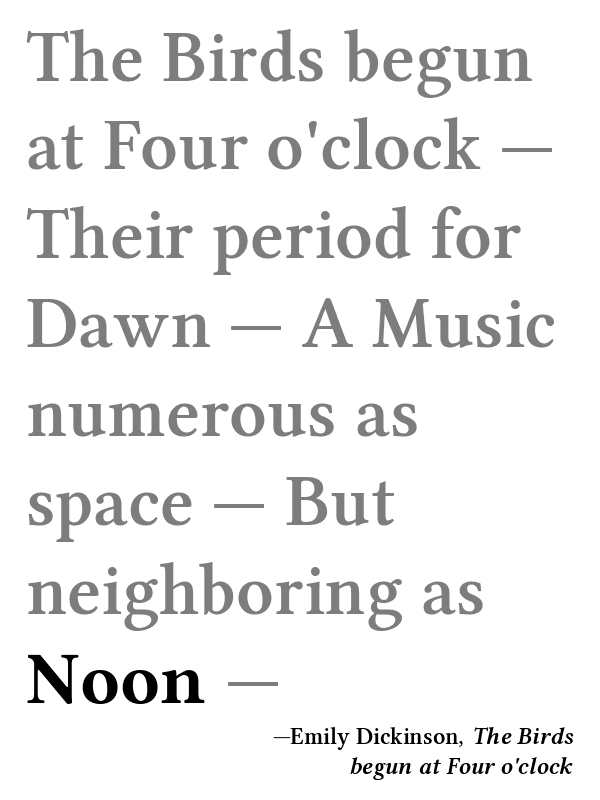 The Birds begun
at Four o'clock —
Their period for
Dawn — A Music
numerous as
space — But
neighboring as
Noon —
—Emily Dickinson, The Birds
begun at Four o'clock